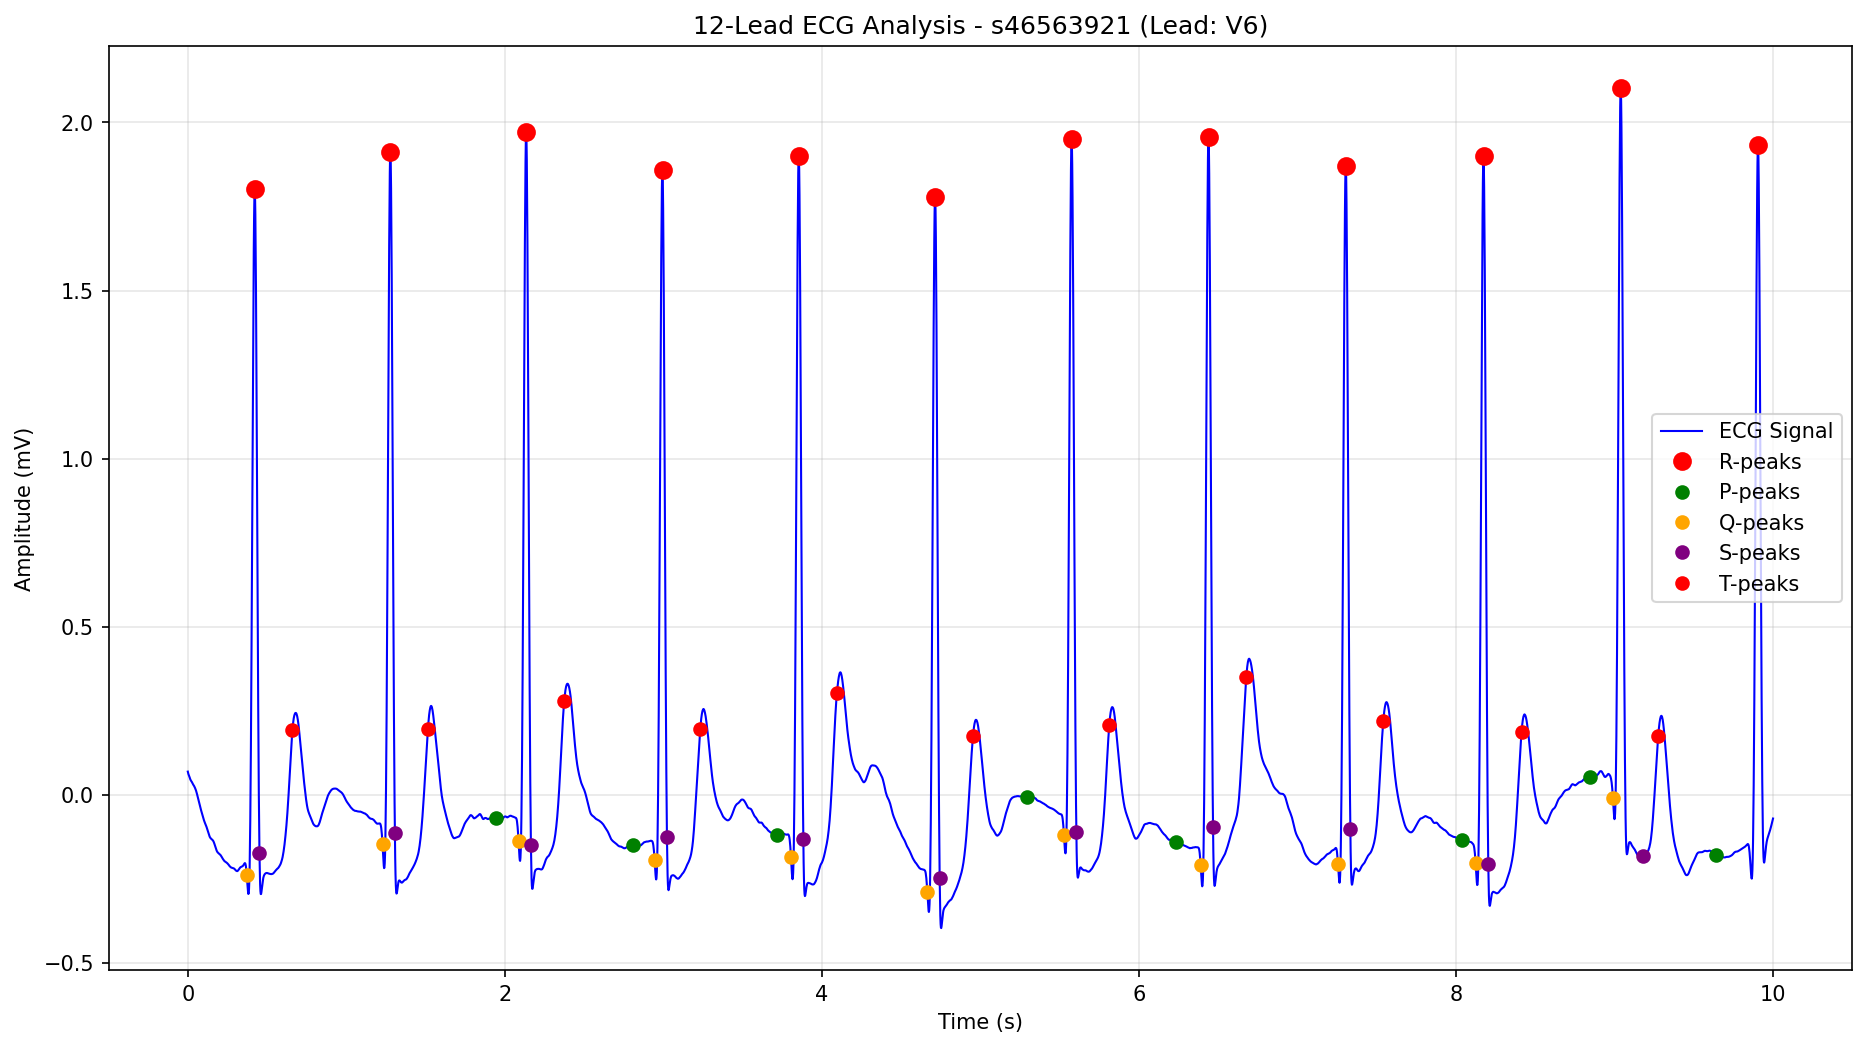 12-Lead ECG Analysis - s46563921 (Lead: V6)
Amplitude (mV)
2.0
1.5
1.0
0.5
0.0
−0.5
ECG Signal
R-peaks
P-peaks
Q-peaks
S-peaks
T-peaks
0 2 4 6 8 10
Time (s)